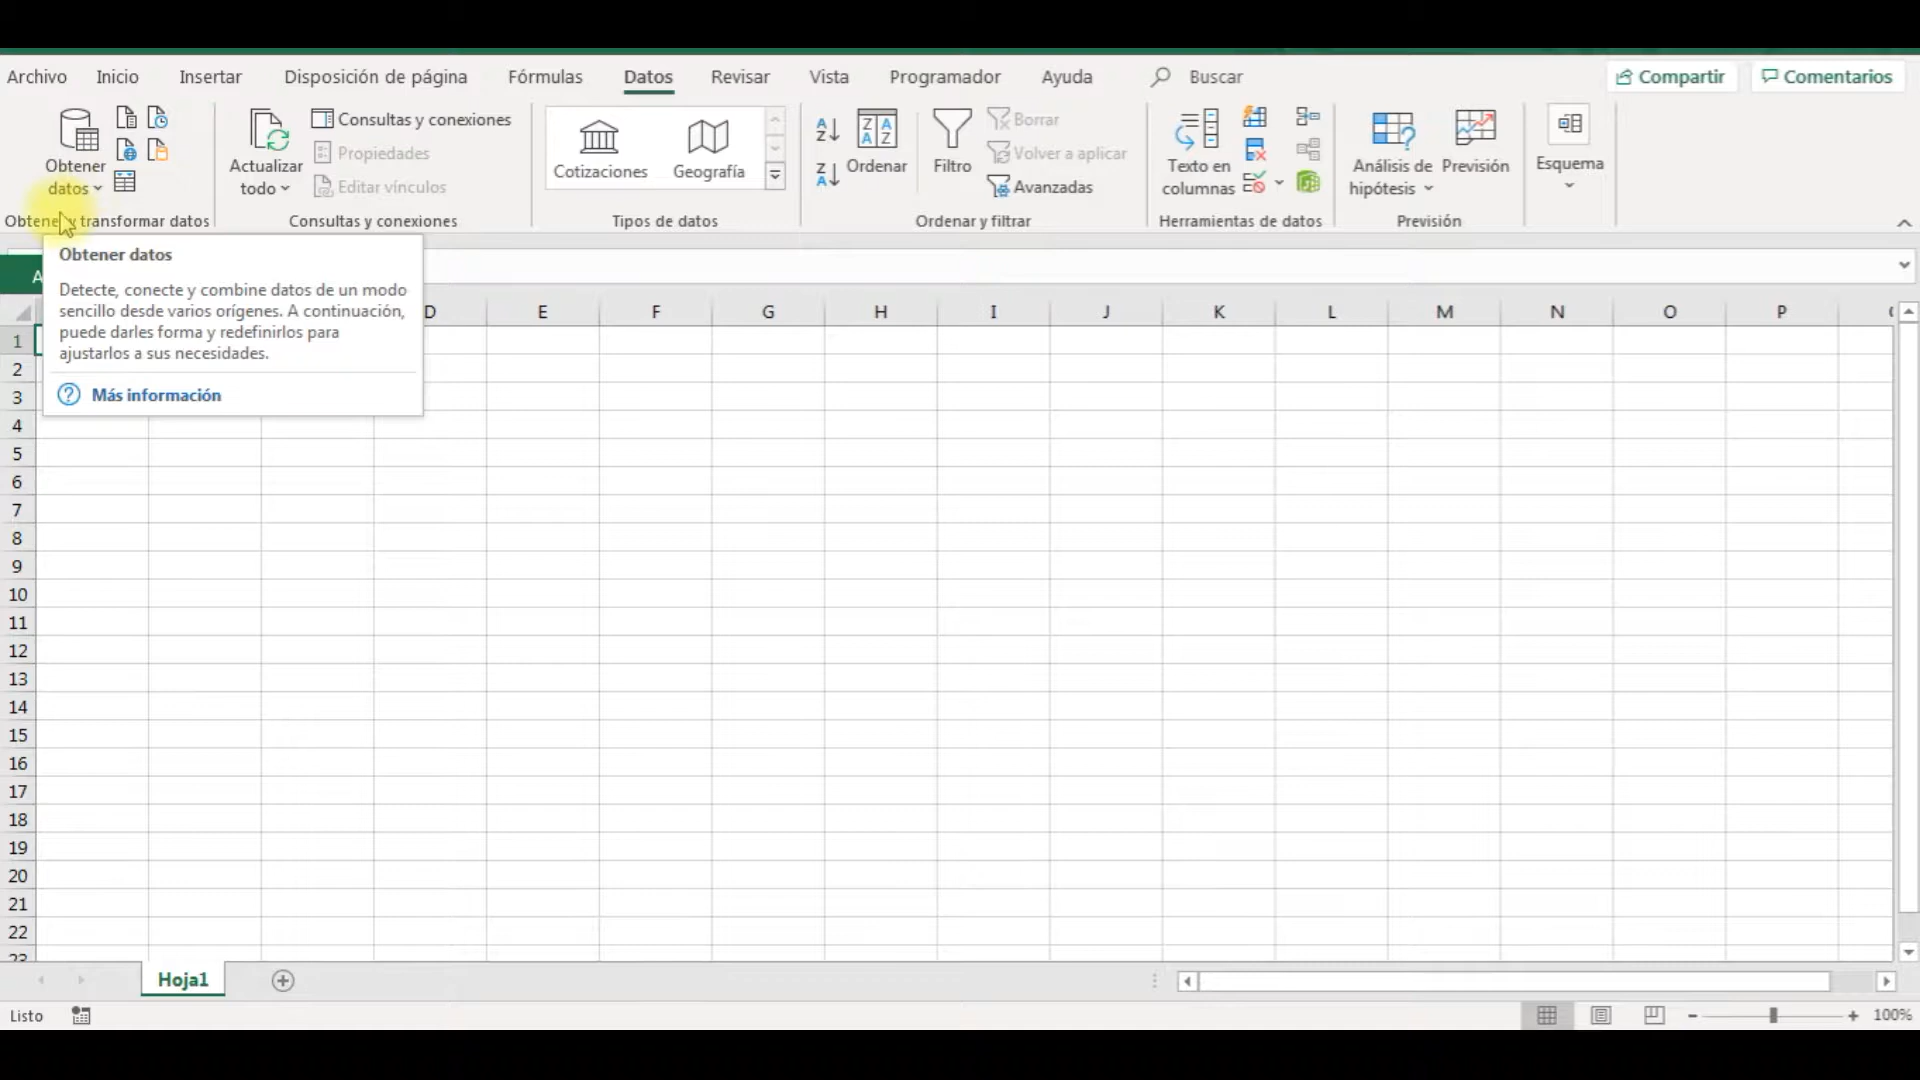 Archivo Inicio Insertar Disposición de página Fórmulas Datos Revisar Vista Programador Ayuda Buscar Compartir Comentarios
Obtener
datos
Actualizar
todo
Consultas y conexiones
Propiedades
Editar vínculos
Cotizaciones
Geografía
Ordenar
Filtro
Borrar
Volver a aplicar
Avanzadas
Texto en
columnas
Análisis de
hipótesis
Previsión
Esquema
Obtener y transformar datos
Consultas y conexiones
Tipos de datos
Ordenar y filtrar
Herramientas de datos
Previsión
Obtener datos
Detecte, conecte y combine datos de un modo
sencillo desde varios orígenes. A continuación,
puede darles forma y redefinirlos para
ajustarlos a sus necesidades.
Más información
D E F G H I J K L M N O P
1
2
3
4
5
6
7
8
9
10
11
12
13
14
15
16
17
18
19
20
21
22
23
Hoja1
Listo
100%